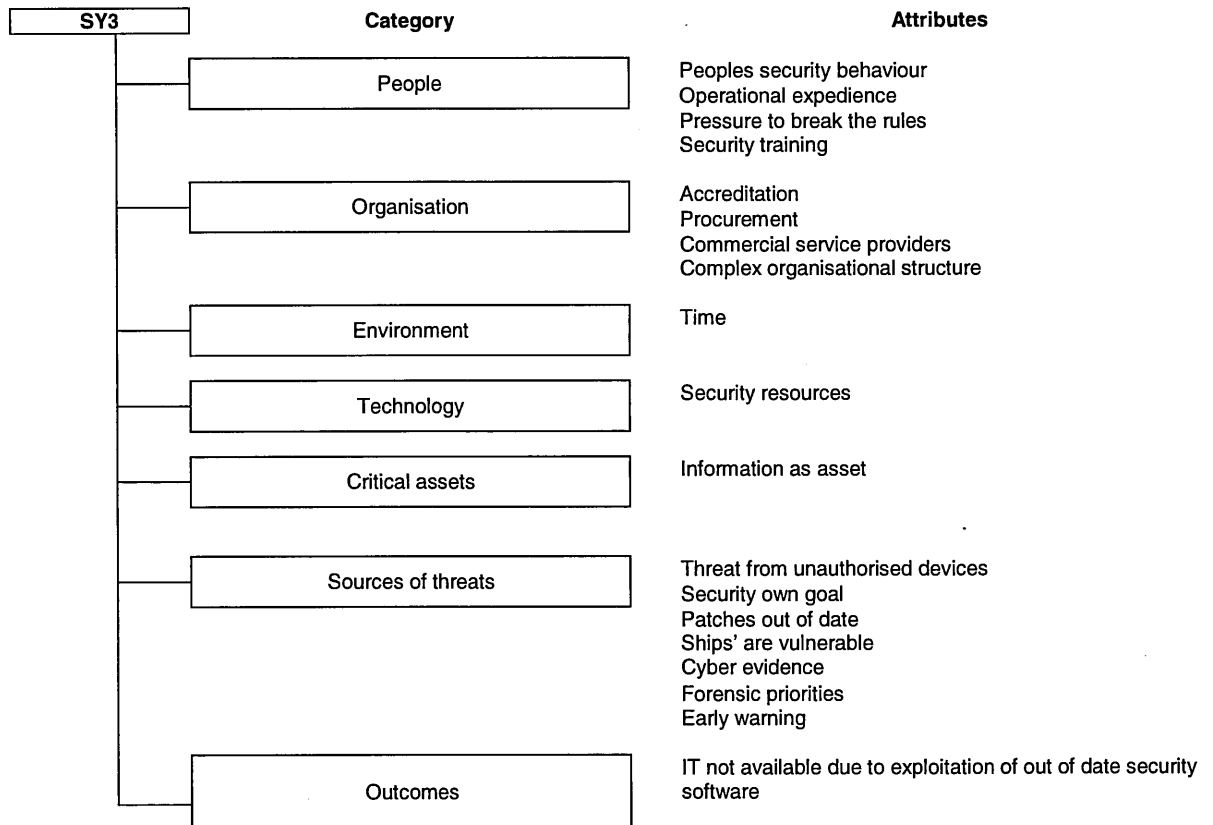 SY3 Category Attributes
People
Peoples security behaviour
Operational expedience
Pressure to break the rules
Security training
Organisation
Accreditation
Procurement
Commercial service providers
Complex organisational structure
Environment
Time
Technology
Security resources
Critical assets
Information as asset
Sources of threats
Threat from unauthorised devices
Security own goal
Patches out of date
Ships' are vulnerable
Cyber evidence
Forensic priorities
Early warning
Outcomes
IT not available due to exploitation of out of date security
software